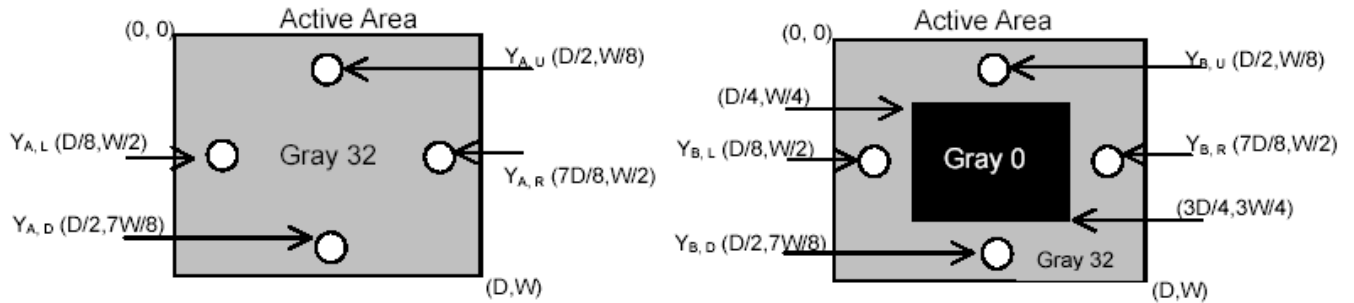 Active Area
(0, 0)
Y_A, U (D/2,W/8)
Y_A, L (D/8,W/2)
Gray 32
Y_A, R (7D/8,W/2)
Y_A, D (D/2,7W/8)
(D,W)
Active Area
(0, 0)
Y_B, U (D/2,W/8)
(D/4,W/4)
Y_B, L (D/8,W/2)
Gray 0
Y_B, R (7D/8,W/2)
(3D/4,3W/4)
Y_B, D (D/2,7W/8)
Gray 32
(D,W)